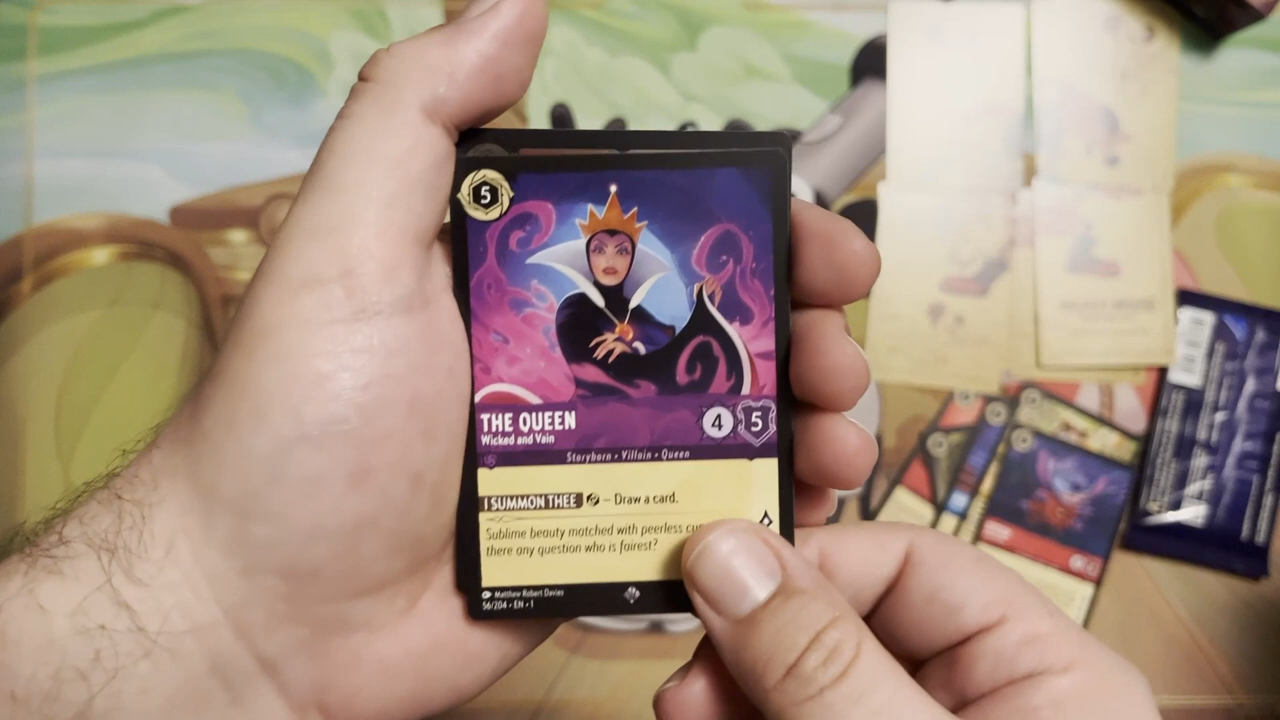 5
THE QUEEN
4 5
Wicked and Vain
Storyborn • Villain • Queen
I SUMMON THEE – Draw a card.
Sublime beauty matched with peerless
there any question who is fairest?
Matthew Robert Davies
56/204 • EN • 1